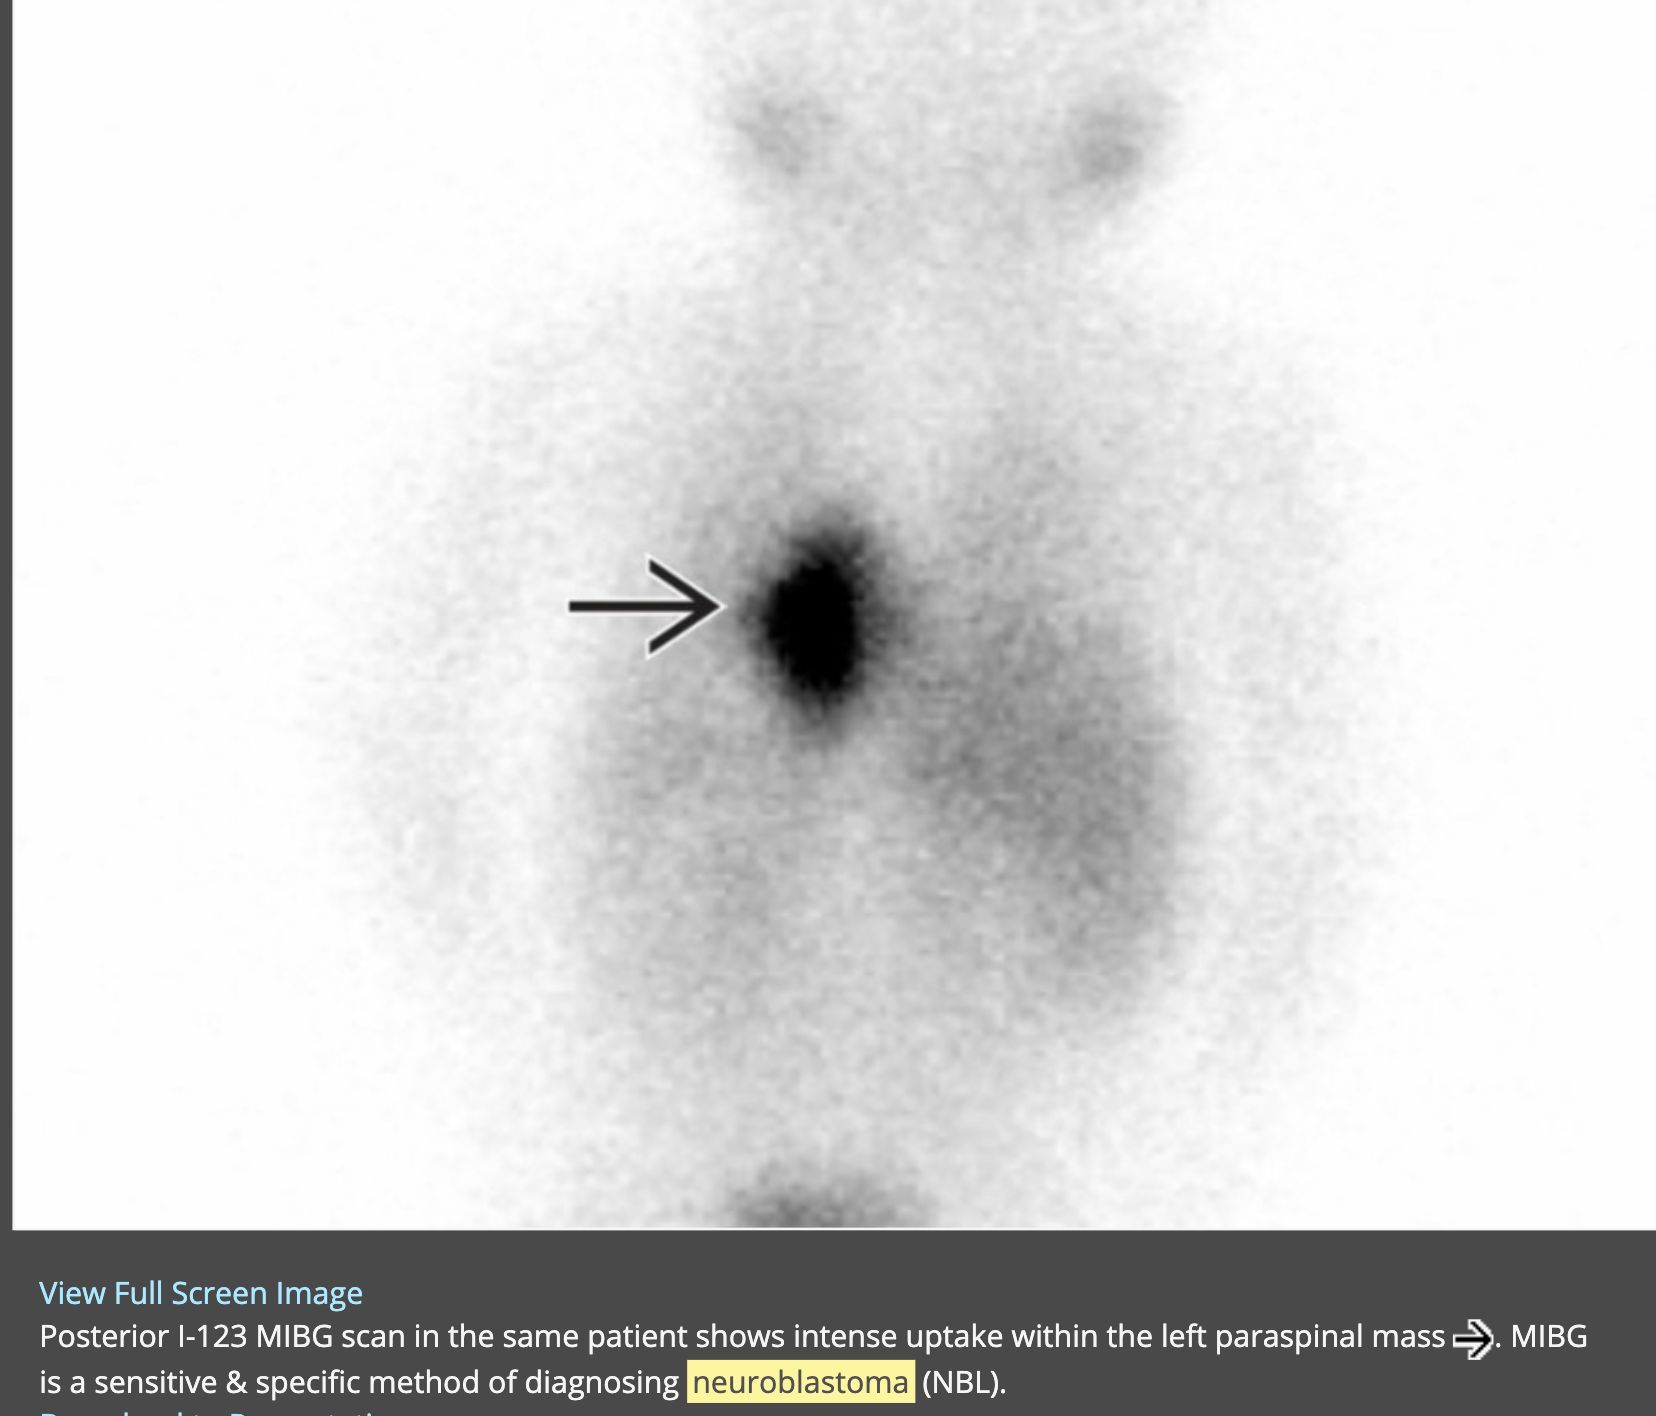 View Full Screen Image
Posterior I-123 MIBG scan in the same patient shows intense uptake within the left paraspinal mass . MIBG
is a sensitive & specific method of diagnosing neuroblastoma (NBL).